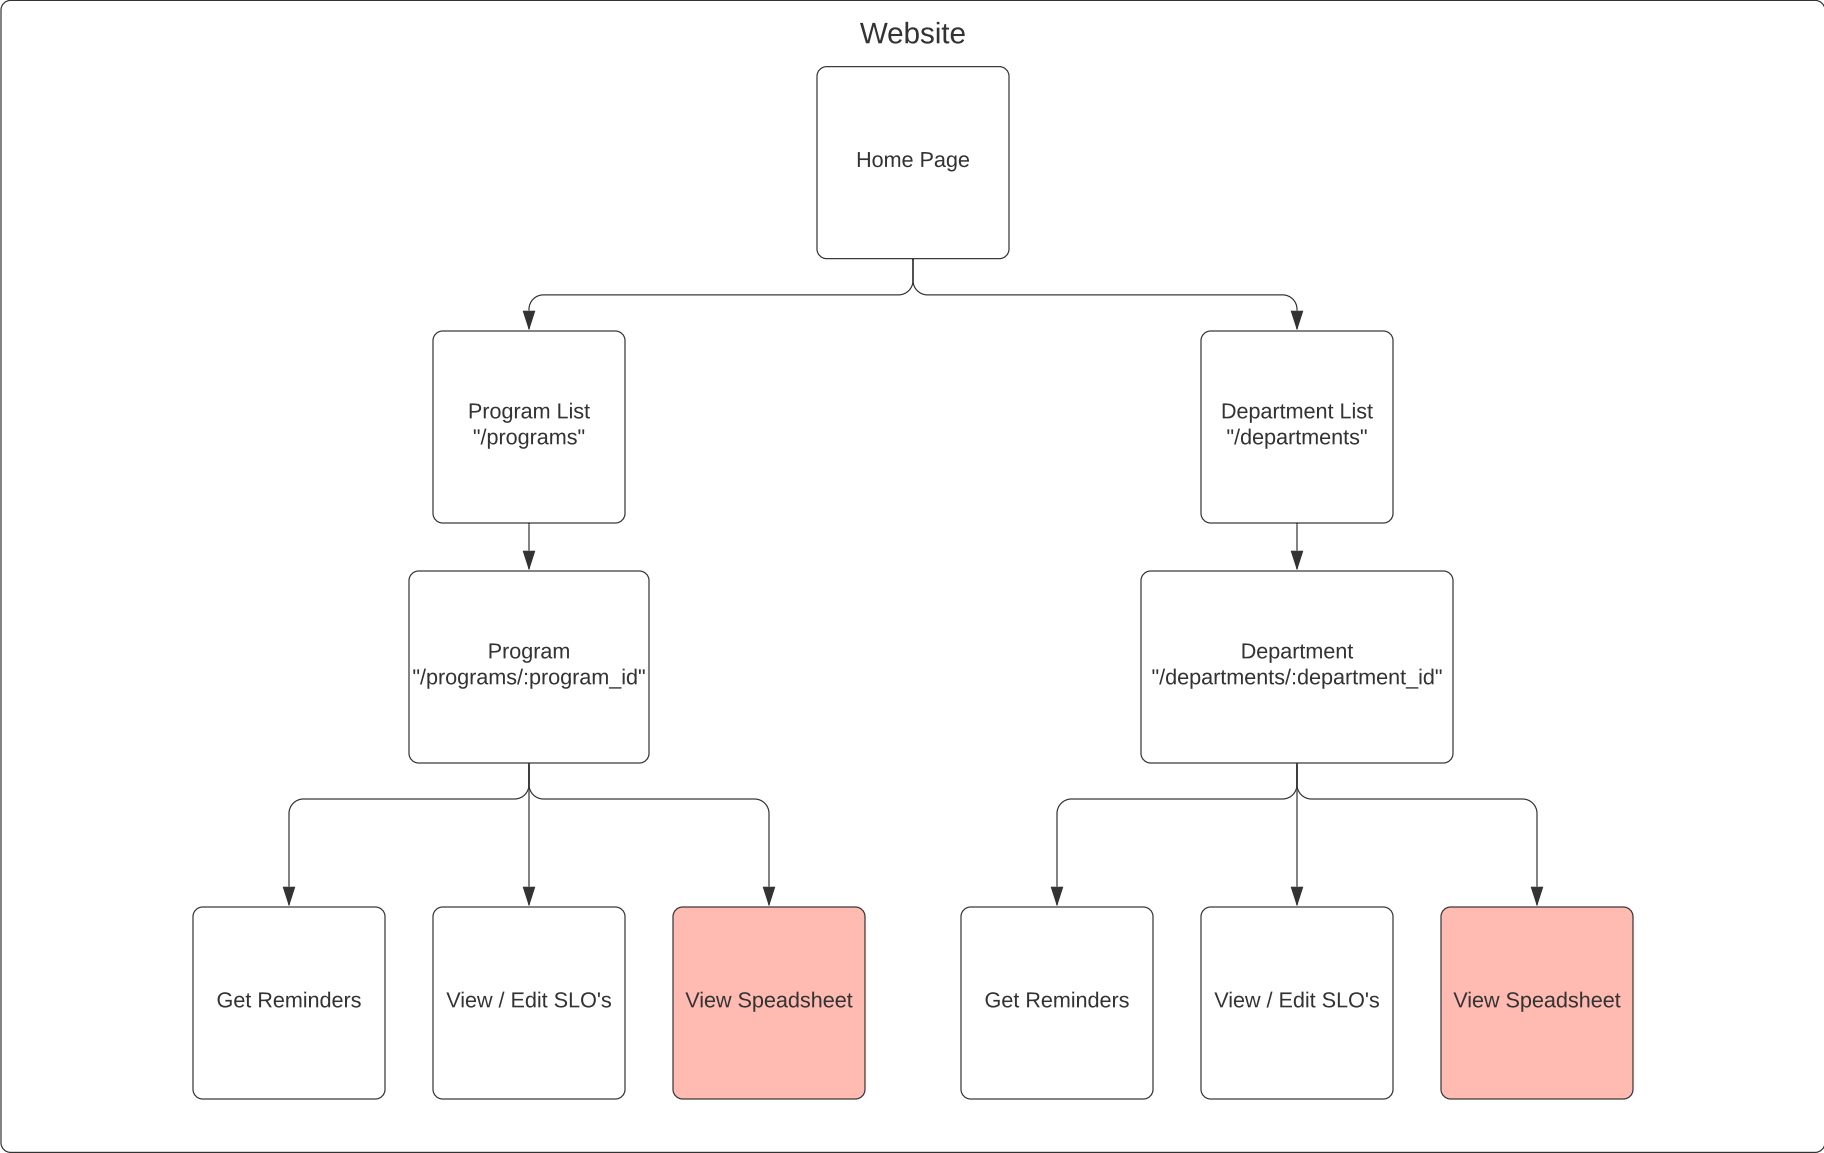 Website
Home Page
Program List
"/programs"
Department List
"/departments"
Program
"/programs/:program_id"
Department
"/departments/:department_id"
Get Reminders
View / Edit SLO's
View Speadsheet
Get Reminders
View / Edit SLO's
View Speadsheet